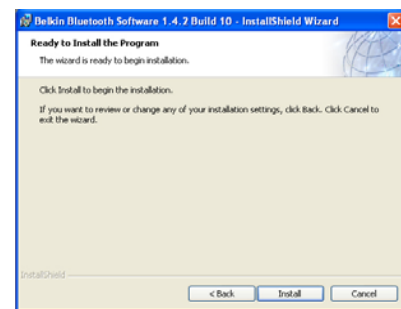 Belkin Bluetooth Software 1.4.2 Build 10 - InstallShield Wizard
Ready to Install the Program
The wizard is ready to begin installation.
Click Install to begin the installation.
If you want to review or change any of your installation settings, click Back. Click Cancel to
exit the wizard.
InstallShield
< Back Install Cancel